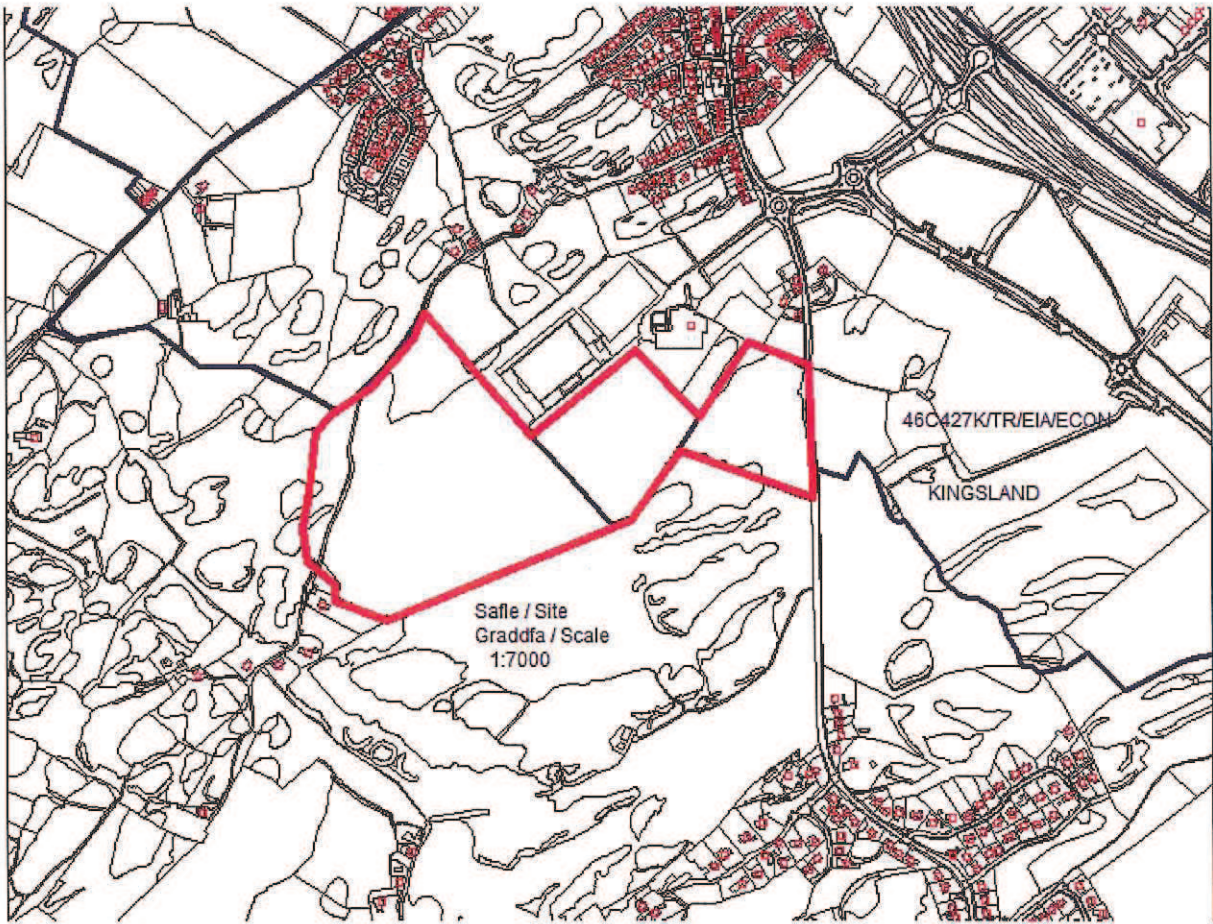 46C427K/TR/EIA/ECON
KINGSLAND
Safle / Site
Graddfa / Scale
1:7000